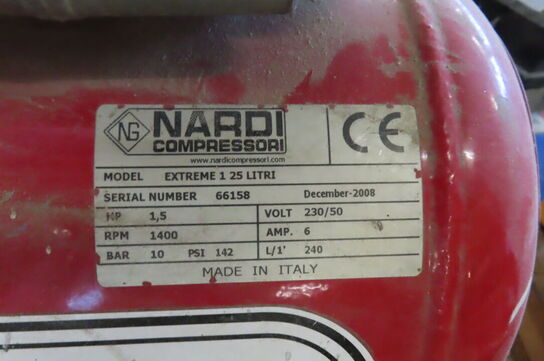 NG NARDI CE
COMPRESSORI
www.nardicompressori.com
MODEL EXTREME 1 25 LITRI
SERIAL NUMBER 66158 December-2008
HP 1,5 VOLT 230/50
RPM 1400 AMP. 6
BAR 10 PSI 142 L/1' 240
MADE IN ITALY